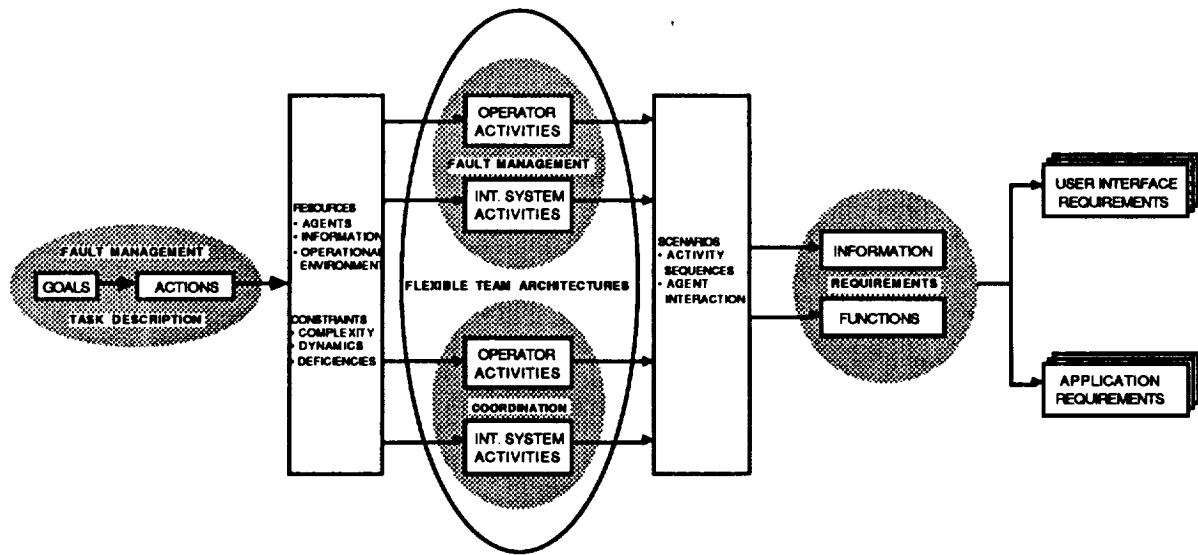 FAULT MANAGEMENT
GOALS
ACTIONS
TASK DESCRIPTION
RESOURCES
• AGENTS
• INFORMATION
• OPERATIONAL
ENVIRONMENT
CONSTRAINTS
• COMPLEXITY
• DYNAMICS
• DEFICIENCIES
OPERATOR
ACTIVITIES
FAULT MANAGEMENT
INT. SYSTEM
ACTIVITIES
FLEXIBLE TEAM ARCHITECTURES
OPERATOR
ACTIVITIES
COORDINATION
INT. SYSTEM
ACTIVITIES
SCENARIOS
• ACTIVITY
SEQUENCES
• AGENT
INTERACTION
INFORMATION
REQUIREMENTS
FUNCTIONS
USER INTERFACE
REQUIREMENTS
APPLICATION
REQUIREMENTS